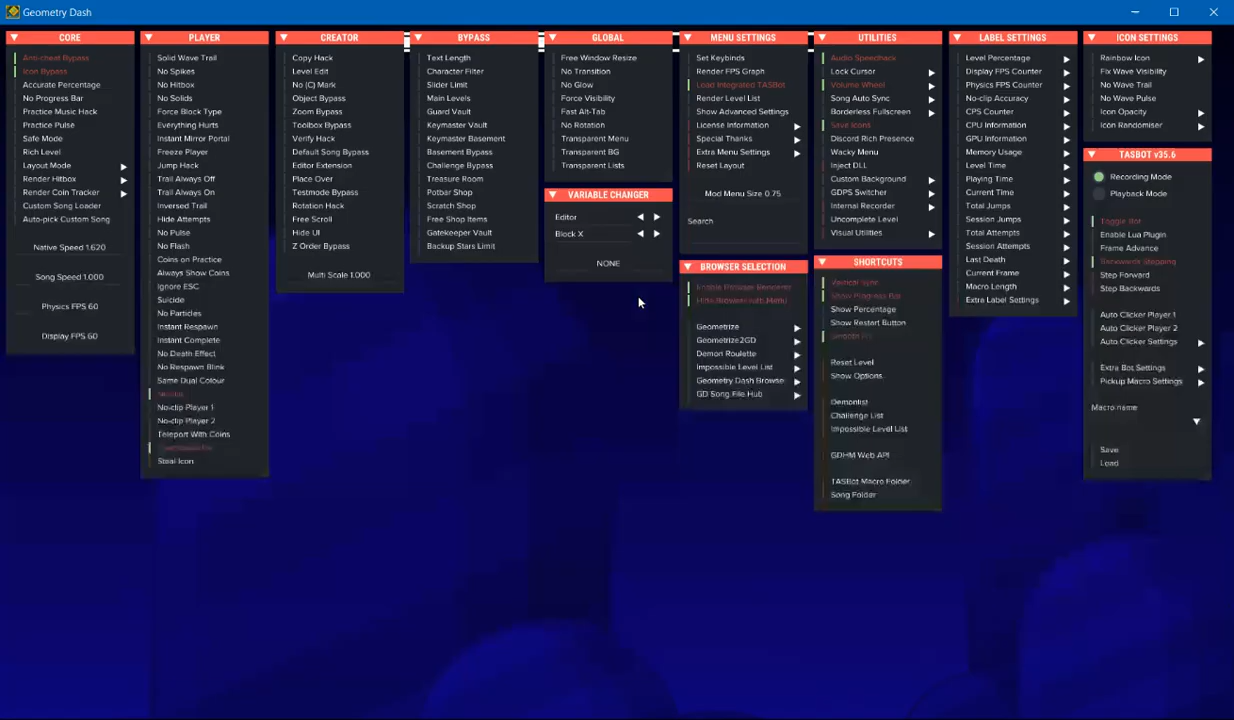 Geometry Dash
CORE
Anti-cheat Bypass
Icon Bypass
Accurate Percentage
No Progress Bar
Practice Music Hack
Practice Pulse
Safe Mode
Rich Level
Layout Mode
Render Hitbox
Render Coin Tracker
Custom Song Loader
Auto-pick Custom Song
Native Speed 1.620
Song Speed 1.000
Physics FPS 60
Display FPS 60
PLAYER
Solid Wave Trail
No Spikes
No Hitbox
No Solids
Force Block Type
Everything Hurts
Instant Mirror Portal
Freeze Player
Jump Hack
Trail Always Off
Trail Always On
Inversed Trail
Hide Attempts
No Pulse
No Flash
Coins on Practice
Always Show Coins
Ignore ESC
Suicide
No Particles
Instant Respawn
Instant Complete
No Death Effect
No Respawn Blink
Same Dual Colour
No-clip Player 1
No-clip Player 2
Teleport With Coins
Steal Icon
CREATOR
Copy Hack
Level Edit
No (C) Mark
Object Bypass
Zoom Bypass
Toolbox Bypass
Verify Hack
Default Song Bypass
Editor Extension
Place Over
Testmode Bypass
Rotation Hack
Free Scroll
Hide UI
Z Order Bypass
Multi Scale 1.000
BYPASS
Text Length
Character Filter
Slider Limit
Main Levels
Guard Vault
Keymaster Vault
Keymaster Basement
Basement Bypass
Challenge Bypass
Treasure Room
Potbar Shop
Scratch Shop
Free Shop Items
Gatekeeper Vault
Backup Stars Limit
GLOBAL
Free Window Resize
No Transition
No Glow
Force Visibility
Fast Alt-Tab
No Rotation
Transparent Menu
Transparent BG
Transparent Lists
VARIABLE CHANGER
Editor
Block X
NONE
MENU SETTINGS
Set Keybinds
Render FPS Graph
Load Integrated TASBot
Render Level List
Show Advanced Settings
License Information
Special Thanks
Extra Menu Settings
Reset Layout
Mod Menu Size 0.75
Search
BROWSER SELECTION
Enable Browser Renderer
Hide Browser with Menu
Geometrize
Geometrize2GD
Demon Roulette
Impossible Level List
Geometry Dash Browse
GD Song File Hub
UTILITIES
Audio Speedhack
Lock Cursor
Volume Wheel
Song Auto Sync
Borderless Fullscreen
Save Icons
Discord Rich Presence
Wacky Menu
Inject DLL
Custom Background
GDPS Switcher
Internal Recorder
Uncomplete Level
Visual Utilities
SHORTCUTS
Vertical Sync
Show Progress Bar
Show Percentage
Show Restart Button
Smooth Fix
Reset Level
Show Options
Demonlist
Challenge List
Impossible Level List
GDHM Web API
TASBot Macro Folder
Song Folder
LABEL SETTINGS
Level Percentage
Display FPS Counter
Physics FPS Counter
No-clip Accuracy
CPS Counter
CPU Information
GPU Information
Memory Usage
Level Time
Playing Time
Current Time
Total Jumps
Session Jumps
Total Attempts
Session Attempts
Last Death
Current Frame
Macro Length
Extra Label Settings
ICON SETTINGS
Rainbow Icon
Fix Wave Visibility
No Wave Trail
No Wave Pulse
Icon Opacity
Icon Randomiser
TASBOT v35.6
Recording Mode
Playback Mode
Toggle Bot
Enable Lua Plugin
Frame Advance
Backwards Stepping
Step Forward
Step Backwards
Auto Clicker Player 1
Auto Clicker Player 2
Auto Clicker Settings
Extra Bot Settings
Pickup Macro Settings
Macro name
Save
Load